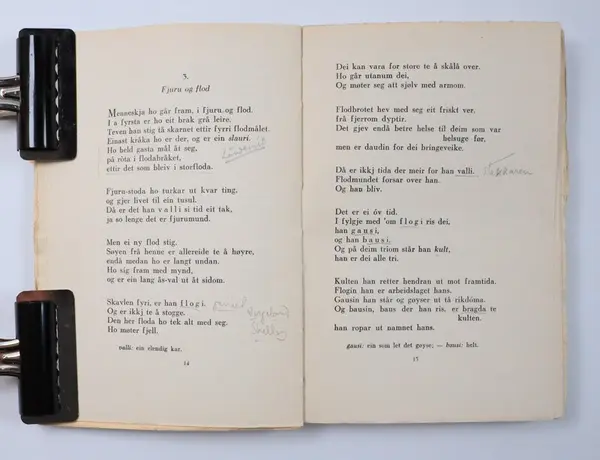 3.
Fjuru og flod
Menneskja ho går fram, i fjuru og flod.
I a fyrsta er ho eit brak grå leire.
Teven han stig tå skarnet ettir fyrri flodmålet.
Einast kråka ho er der, og er ein slauri.
Ho held gasta mål åt seg,
på röta i flodabråket,
ettir det som bleiv i storfloda.
Fjuru-stoda ho turkar ut kvar ting,
og gjer livet til ein tusul.
Då er det han valli si tid eit tak,
ja so lenge det er fjurumund.
Men ei ny flod stig.
Søyen frå henne er allereide te å høyre,
endå medan ho er langt undan.
Ho sig fram med mynd,
og er ein lang ås-val ut åt sidom.
Skavlen fyri, er han flogi.
Og er ikkj te å stogge.
Den her floda ho tek alt med seg.
Ho møter fjell.
valli: ein elendig kar.
14
Dei kan vara for store te å skålå over.
Ho går utanum dei,
Og møter seg att sjølv med armom.
Flodbrotet hev med seg eit friskt ver.
frå fjerrom dyptir.
Det gjev endå betre helse til deim som var
helsuge før,
men er daudin for dei bringeveike.
Då er ikkj tida der meir for han valli.
Flodmundet forsar over han.
Og han bliv.
Det er ei óv tid.
I fylgje med 'om flogi ris dei,
han gausi,
og han bausi.
Og på deim triom står han kult,
han er dei alle tri.
Kulten han retter hendran ut mot framtida.
Flogin han er arbeidslaget hans.
Gausin han står og gøyser ut tå rikdóna.
Og bausin, baus der han ris. er bragda te
kulten.
han ropar ut namnet hans.
gausi: ein som let det gøyse; — bausi: helt.
15